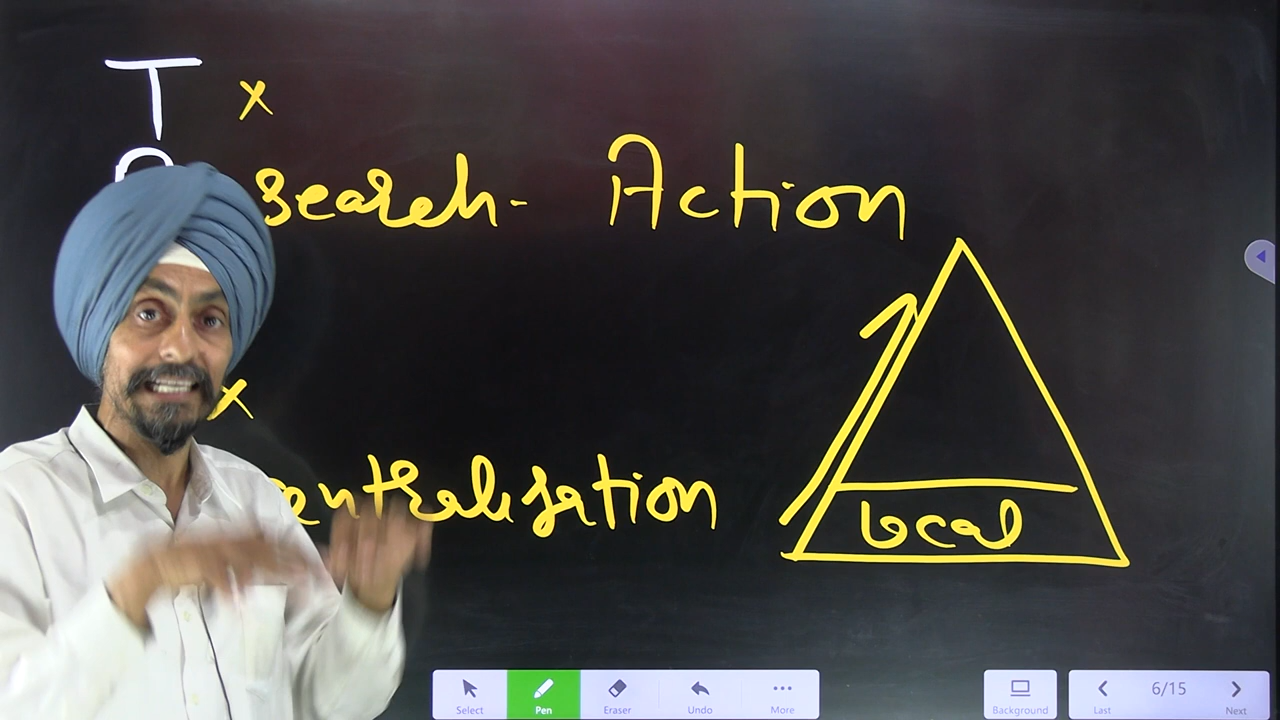 T x
search - Action
x
entralisation
local
Select Pen Eraser Undo More Background Last 6/15 Next